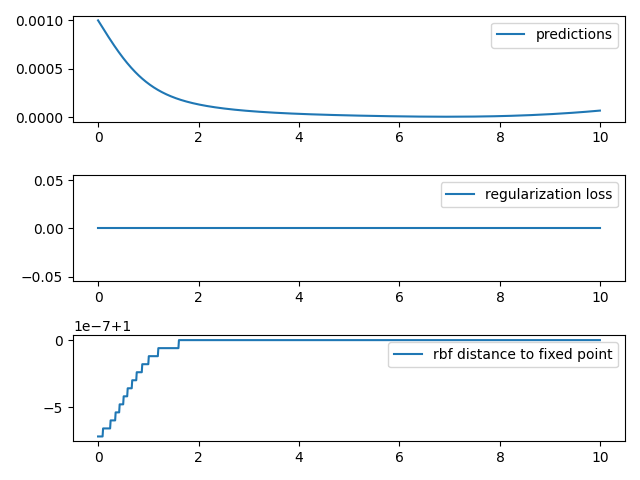 0.0010
0.0005
0.0000
predictions
0 2 4 6 8 10
0.05
0.00
−0.05
regularization loss
0 2 4 6 8 10
1e−7+1
0
−5
rbf distance to fixed point
0 2 4 6 8 10